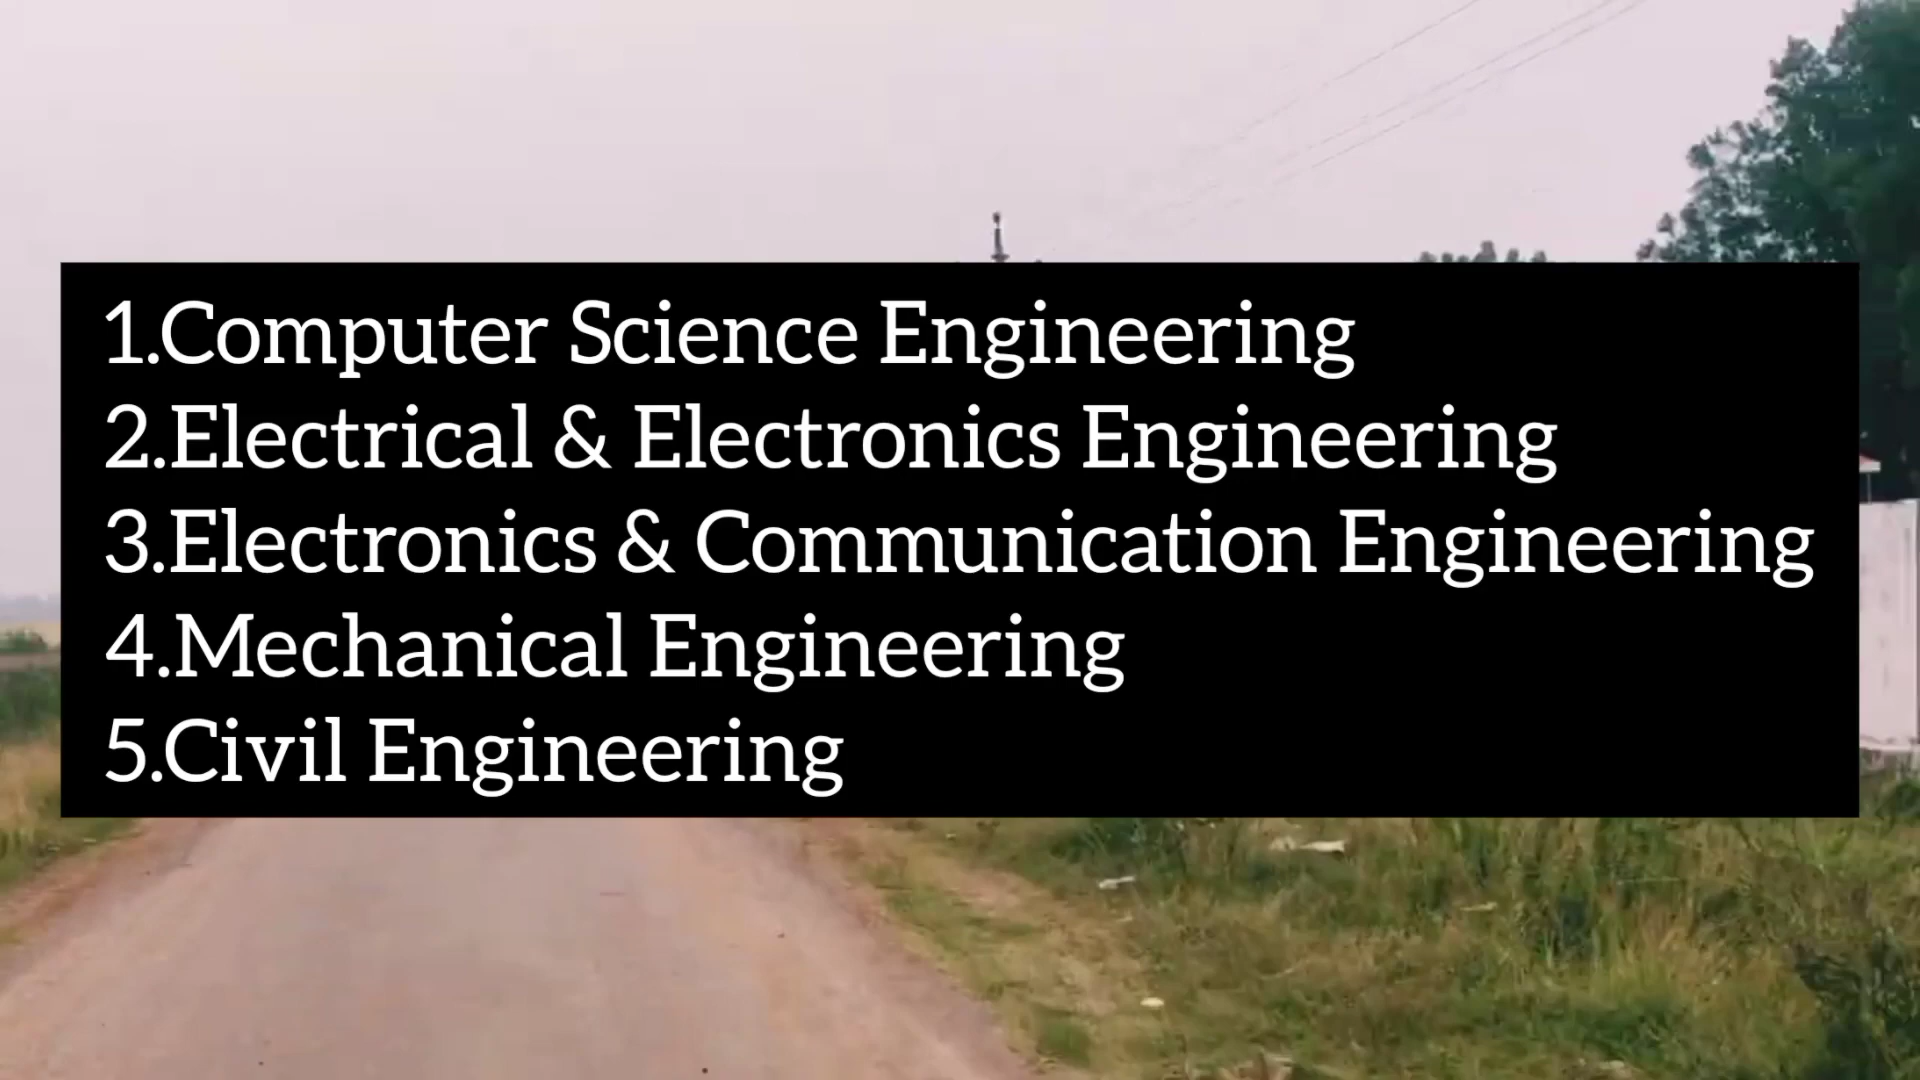 1.Computer Science Engineering
2.Electrical & Electronics Engineering
3.Electronics & Communication Engineering
4.Mechanical Engineering
5.Civil Engineering